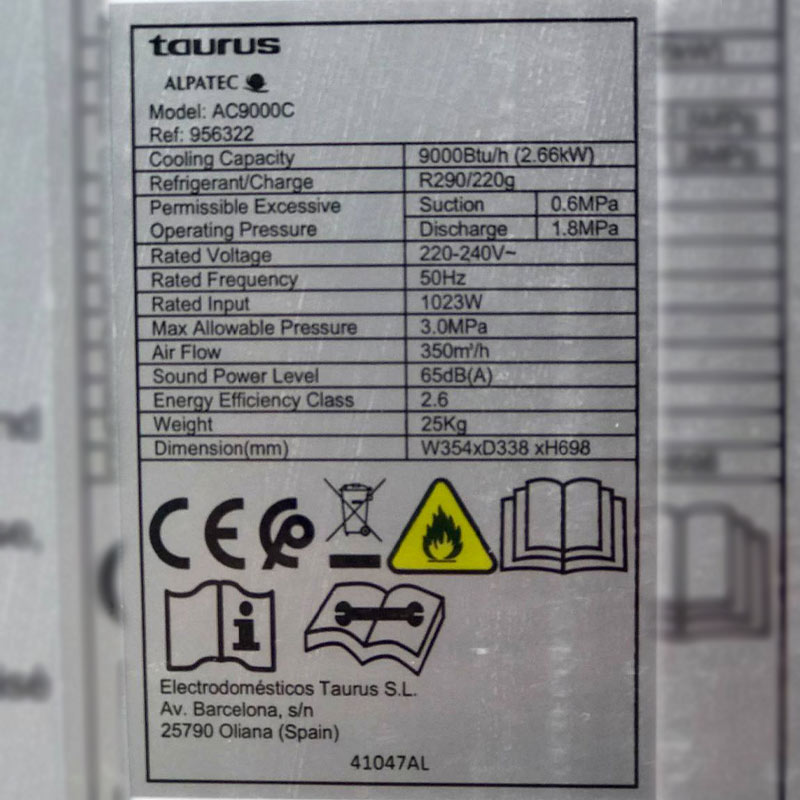 taurus
ALPATEC
Model: AC9000C
Ref: 956322
Cooling Capacity 9000Btu/h (2.66kW)
Refrigerant/Charge R290/220g
Permissible Excessive Suction 0.6MPa
Operating Pressure Discharge 1.8MPa
Rated Voltage 220-240V~
Rated Frequency 50Hz
Rated Input 1023W
Max Allowable Pressure 3.0MPa
Air Flow 350m³/h
Sound Power Level 65dB(A)
Energy Efficiency Class 2.6
Weight 25Kg
Dimension(mm) W354xD338 xH698
CE
i
Electrodomésticos Taurus S.L.
Av. Barcelona, s/n
25790 Oliana (Spain)
41047AL